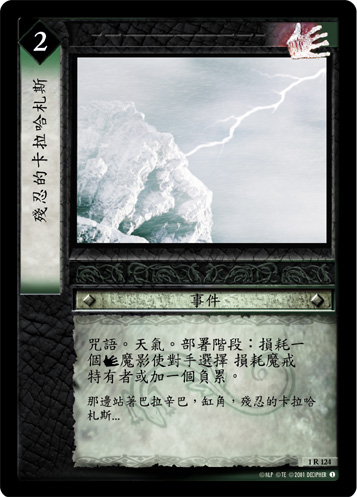 2
殘忍的卡拉哈札斯
事件
咒語。天氣。部署階段：損耗一
個魔影使對手選擇 損耗魔戒
特有者或加一個負累。
那邊站著巴拉辛巴，缸角，殘忍的卡拉哈
札斯...
1 R 124
©NLP ©TE ©2001 DECIPHER